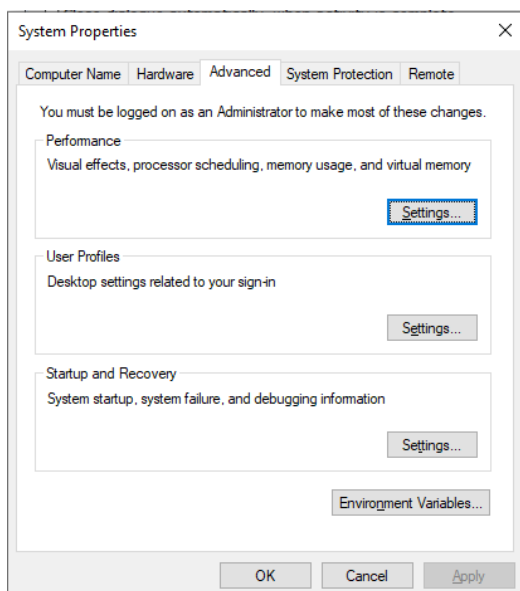 System Properties
Computer Name Hardware Advanced System Protection Remote
You must be logged on as an Administrator to make most of these changes.
Performance
Visual effects, processor scheduling, memory usage, and virtual memory
Settings...
User Profiles
Desktop settings related to your sign-in
Settings...
Startup and Recovery
System startup, system failure, and debugging information
Settings...
Environment Variables...
OK Cancel Apply